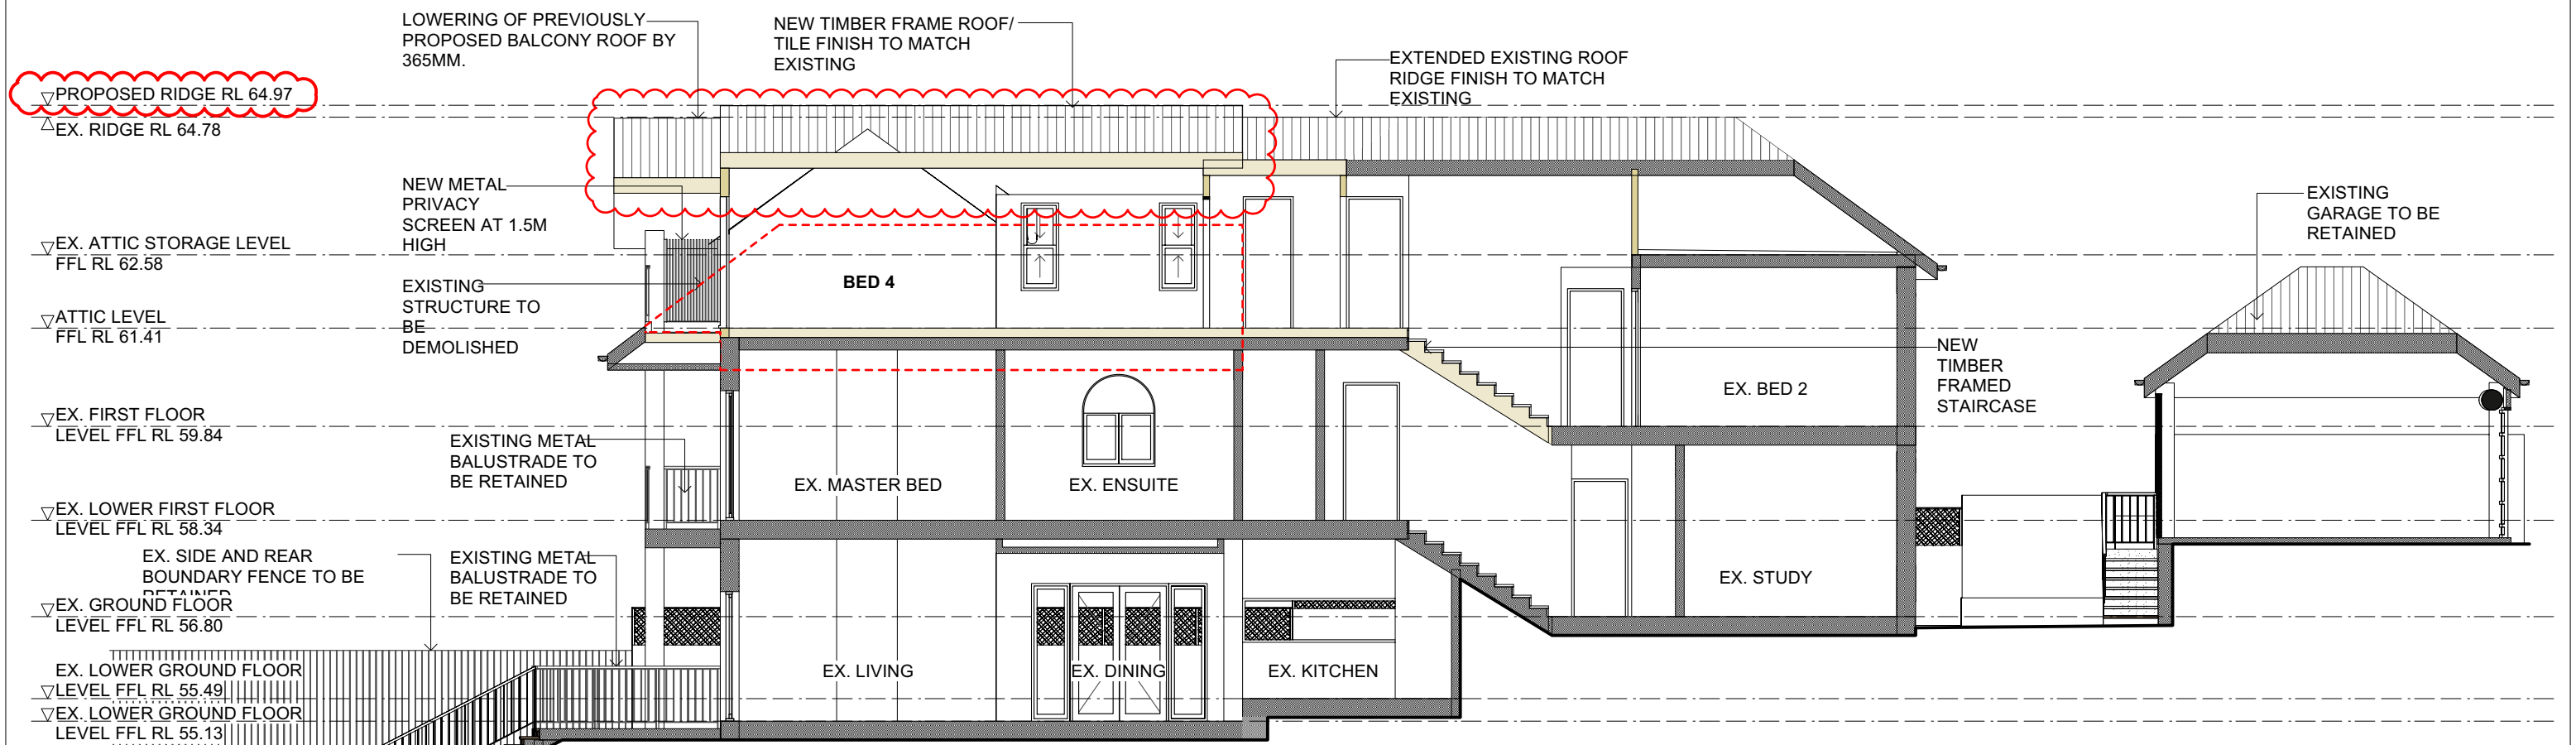 LOWERING OF PREVIOUSLY
PROPOSED BALCONY ROOF BY
365MM.
NEW TIMBER FRAME ROOF/
TILE FINISH TO MATCH
EXISTING
EXTENDED EXISTING ROOF
RIDGE FINISH TO MATCH
EXISTING
PROPOSED RIDGE RL 64.97
EX. RIDGE RL 64.78
NEW METAL
PRIVACY
SCREEN AT 1.5M
HIGH
EXISTING
GARAGE TO BE
RETAINED
EX. ATTIC STORAGE LEVEL
FFL RL 62.58
EXISTING
STRUCTURE TO
BE
DEMOLISHED
BED 4
ATTIC LEVEL
FFL RL 61.41
NEW
TIMBER
FRAMED
STAIRCASE
EX. BED 2
EX. FIRST FLOOR
LEVEL FFL RL 59.84
EXISTING METAL
BALUSTRADE TO
BE RETAINED
EX. MASTER BED
EX. ENSUITE
EX. LOWER FIRST FLOOR
LEVEL FFL RL 58.34
EX. SIDE AND REAR
BOUNDARY FENCE TO BE
RETAINED
EXISTING METAL
BALUSTRADE TO
BE RETAINED
EX. STUDY
EX. GROUND FLOOR
LEVEL FFL RL 56.80
EX. LIVING
EX. DINING
EX. KITCHEN
EX. LOWER GROUND FLOOR
LEVEL FFL RL 55.49
EX. LOWER GROUND FLOOR
LEVEL FFL RL 55.13